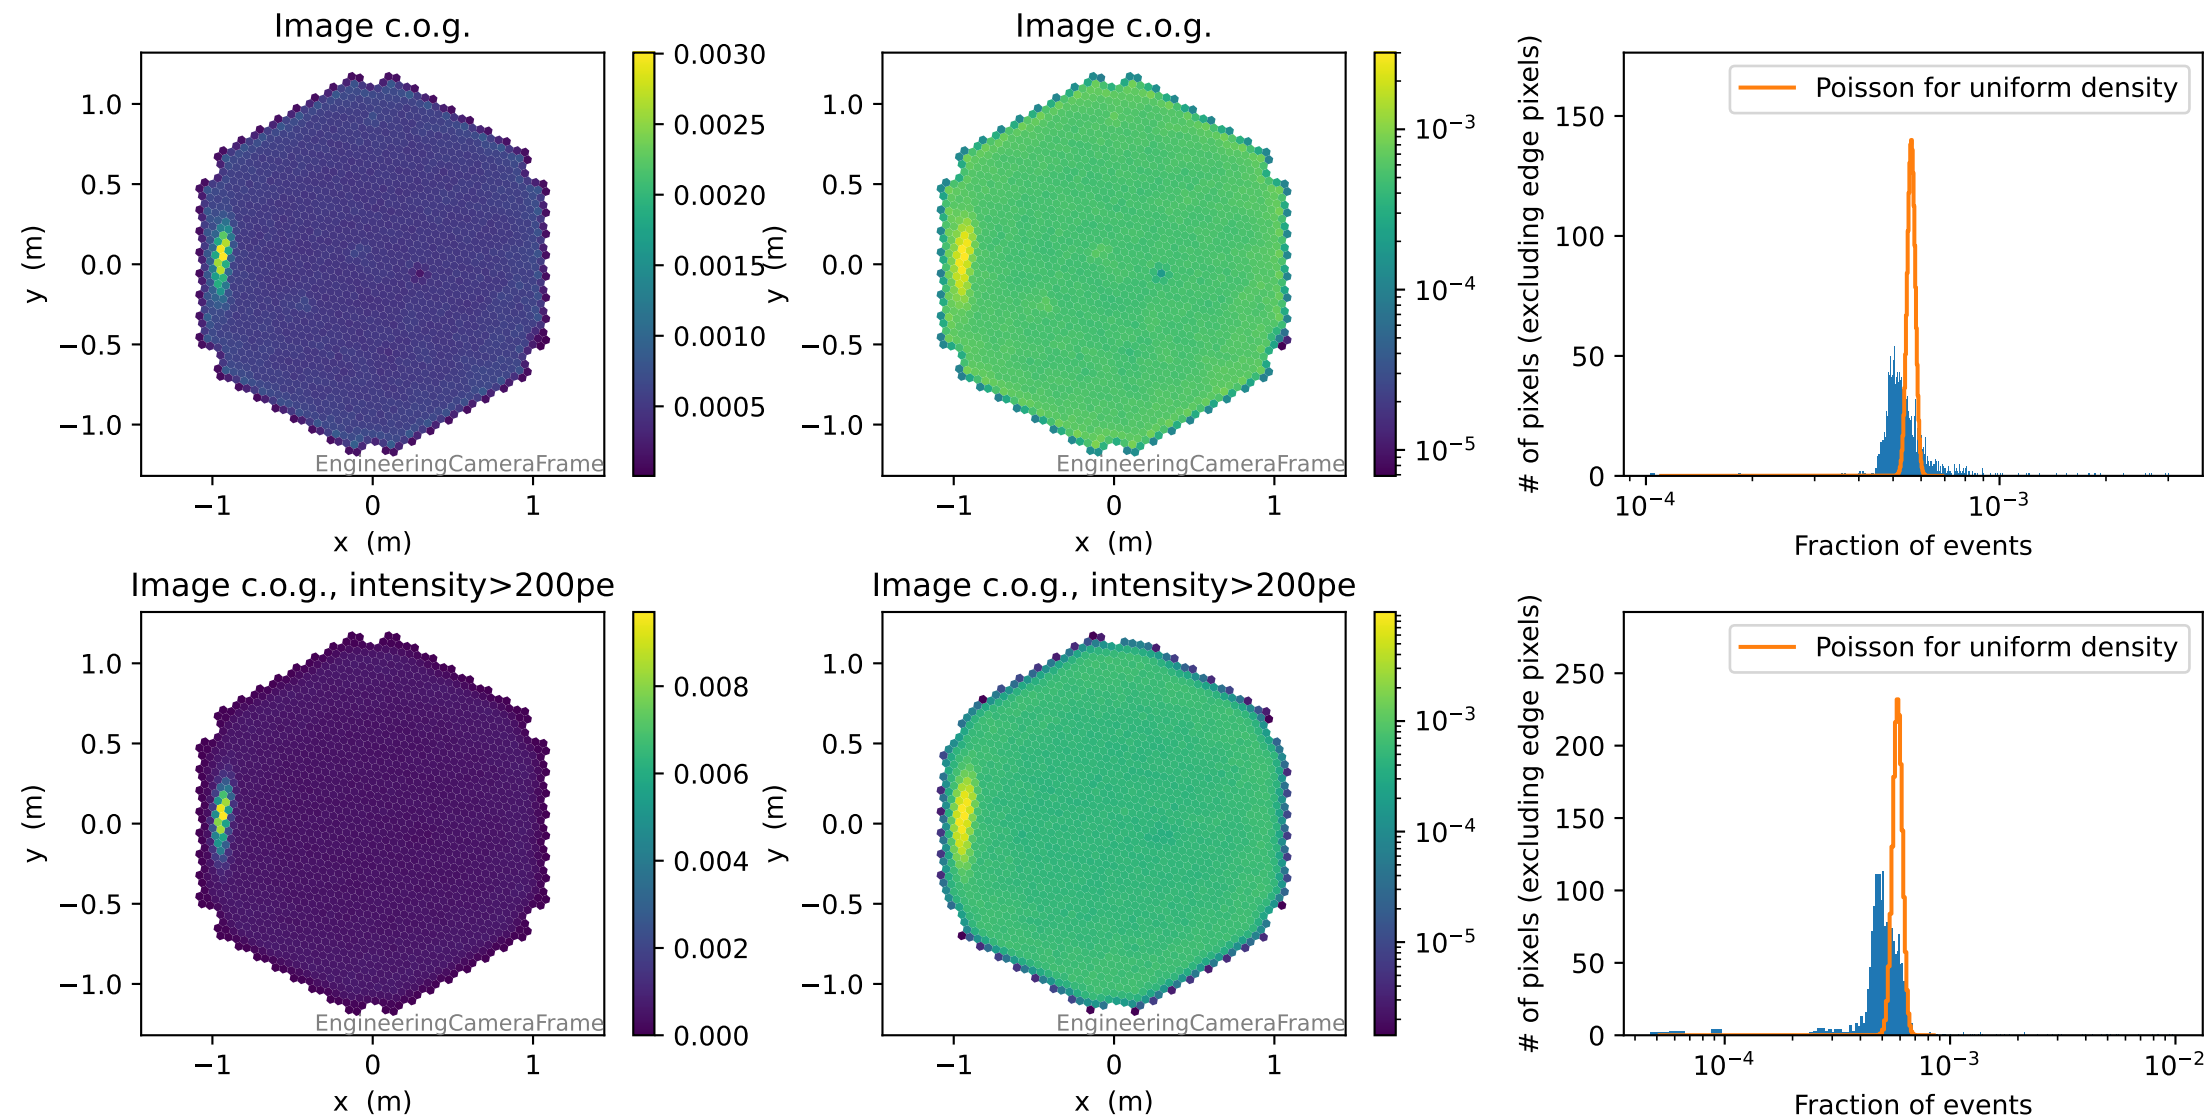 Image c.o.g.
y (m)
1.0
0.5
0.0
−0.5
−1.0
−1
0
1
x (m)
EngineeringCameraFrame
0.0030
0.0025
0.0020
0.0015
0.0010
0.0005
Image c.o.g.
y (m)
1.0
0.5
0.0
−0.5
−1.0
−1
0
1
x (m)
EngineeringCameraFrame
10⁻³
10⁻⁴
10⁻⁵
# of pixels (excluding edge pixels)
150
100
50
0
Poisson for uniform density
10⁻⁴
10⁻³
Fraction of events
Image c.o.g., intensity>200pe
y (m)
1.0
0.5
0.0
−0.5
−1.0
−1
0
1
x (m)
EngineeringCameraFrame
0.008
0.006
0.004
0.002
0.000
Image c.o.g., intensity>200pe
y (m)
1.0
0.5
0.0
−0.5
−1.0
−1
0
1
x (m)
EngineeringCameraFrame
10⁻³
10⁻⁴
10⁻⁵
# of pixels (excluding edge pixels)
250
200
150
100
50
0
Poisson for uniform density
10⁻⁴
10⁻³
10⁻²
Fraction of events